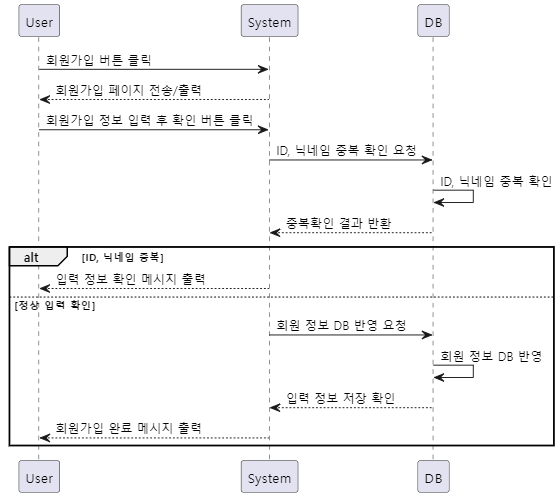 User System DB
회원가입 버튼 클릭
회원가입 페이지 전송/출력
회원가입 정보 입력 후 확인 버튼 클릭
ID, 닉네임 중복 확인 요청
ID, 닉네임 중복 확인
중복확인 결과 반환
alt [ID, 닉네임 중복]
입력 정보 확인 메시지 출력
[정상 입력 확인]
회원 정보 DB 반영 요청
회원 정보 DB 반영
입력 정보 저장 확인
회원가입 완료 메시지 출력
User System DB